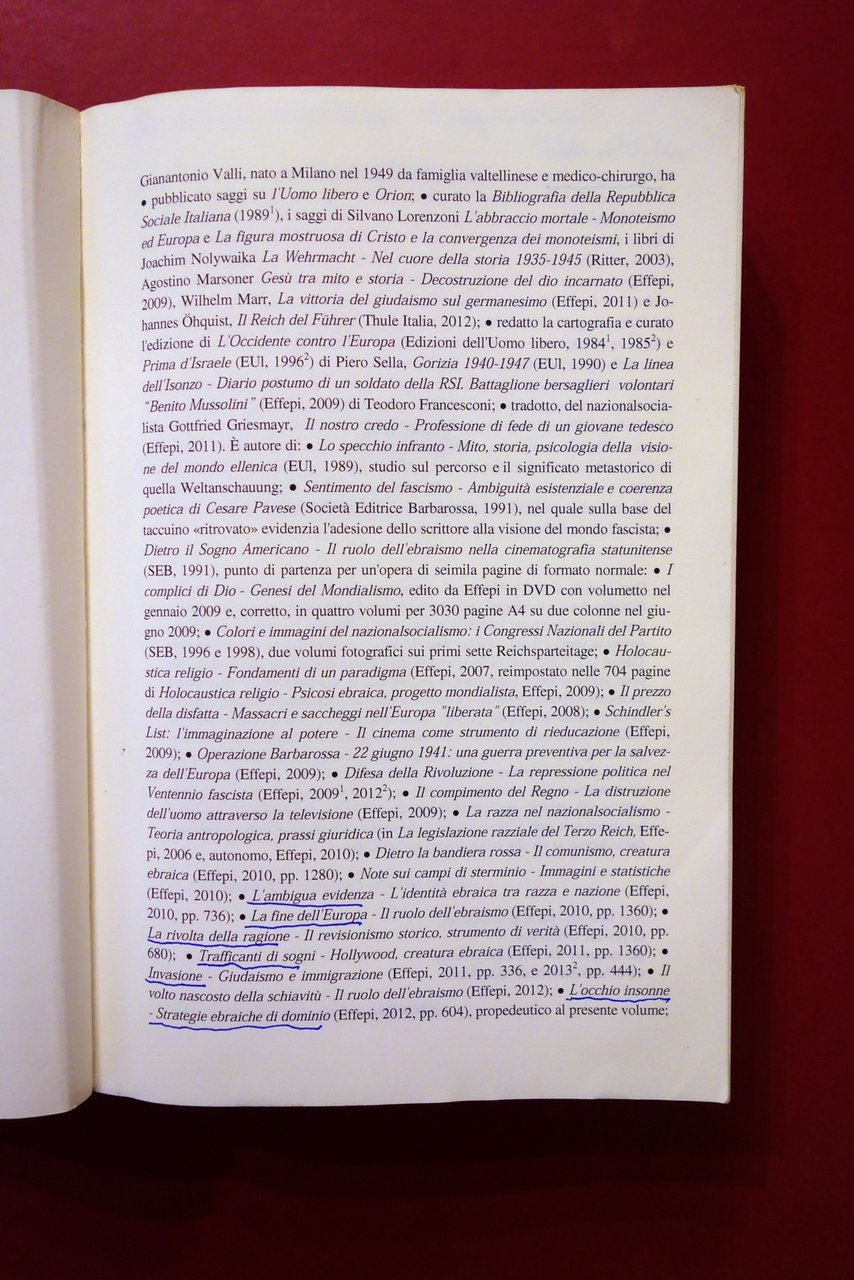 Gianantonio Valli, nato a Milano nel 1949 da famiglia valtellinese e medico-chirurgo, ha
• pubblicato saggi su l'Uomo libero e Orion; • curato la Bibliografia della Repubblica
Sociale Italiana (1989¹), i saggi di Silvano Lorenzoni L'abbraccio mortale - Monoteismo
ed Europa e La figura mostruosa di Cristo e la convergenza dei monoteismi, i libri di
Joachim Nolywaika La Wehrmacht - Nel cuore della storia 1935-1945 (Ritter, 2003),
Agostino Marsoner Gesù tra mito e storia - Decostruzione del dio incarnato (Effepi,
2009), Wilhelm Marr, La vittoria del giudaismo sul germanesimo (Effepi, 2011) e Jo-
hannes Öhquist, Il Reich del Führer (Thule Italia, 2012); • redatto la cartografia e curato
l'edizione di L'Occidente contro l'Europa (Edizioni dell'Uomo libero, 1984¹, 1985²) e
Prima d'Israele (EUl, 1996²) di Piero Sella, Gorizia 1940-1947 (EUl, 1990) e La linea
dell'Isonzo - Diario postumo di un soldato della RSI. Battaglione bersaglieri volontari
“Benito Mussolini” (Effepi, 2009) di Teodoro Francesconi; • tradotto, del nazionalsocia-
lista Gottfried Griesmayr, Il nostro credo - Professione di fede di un giovane tedesco
(Effepi, 2011). È autore di: • Lo specchio infranto - Mito, storia, psicologia della visio-
ne del mondo ellenica (EUl, 1989), studio sul percorso e il significato metastorico di
quella Weltanschauung; • Sentimento del fascismo - Ambiguità esistenziale e coerenza
poetica di Cesare Pavese (Società Editrice Barbarossa, 1991), nel quale sulla base del
taccuino «ritrovato» evidenzia l'adesione dello scrittore alla visione del mondo fascista; •
Dietro il Sogno Americano - Il ruolo dell'ebraismo nella cinematografia statunitense
(SEB, 1991), punto di partenza per un'opera di seimila pagine di formato normale: • I
complici di Dio - Genesi del Mondialismo, edito da Effepi in DVD con volumetto nel
gennaio 2009 e, corretto, in quattro volumi per 3030 pagine A4 su due colonne nel giu-
gno 2009; • Colori e immagini del nazionalsocialismo: i Congressi Nazionali del Partito
(SEB, 1996 e 1998), due volumi fotografici sui primi sette Reichsparteitage; • Holocau-
stica religio - Fondamenti di un paradigma (Effepi, 2007, reimpostato nelle 704 pagine
di Holocaustica religio - Psicosi ebraica, progetto mondialista, Effepi, 2009); • Il prezzo
della disfatta - Massacri e saccheggi nell'Europa "liberata" (Effepi, 2008); • Schindler's
List: l'immaginazione al potere - Il cinema come strumento di rieducazione (Effepi,
2009); • Operazione Barbarossa - 22 giugno 1941: una guerra preventiva per la salvez-
za dell'Europa (Effepi, 2009); • Difesa della Rivoluzione - La repressione politica nel
Ventennio fascista (Effepi, 2009¹, 2012²); • Il compimento del Regno - La distruzione
dell'uomo attraverso la televisione (Effepi, 2009); • La razza nel nazionalsocialismo -
Teoria antropologica, prassi giuridica (in La legislazione razziale del Terzo Reich, Effe-
pi, 2006 e, autonomo, Effepi, 2010); • Dietro la bandiera rossa - Il comunismo, creatura
ebraica (Effepi, 2010, pp. 1280); • Note sui campi di sterminio - Immagini e statistiche
(Effepi, 2010); • L'ambigua evidenza - L'identità ebraica tra razza e nazione (Effepi,
2010, pp. 736); • La fine dell'Europa - Il ruolo dell'ebraismo (Effepi, 2010, pp. 1360); •
La rivolta della ragione - Il revisionismo storico, strumento di verità (Effepi, 2010, pp.
680); • Trafficanti di sogni - Hollywood, creatura ebraica (Effepi, 2011, pp. 1360); •
Invasione - Giudaismo e immigrazione (Effepi, 2011, pp. 336, e 2013², pp. 444); • Il
volto nascosto della schiavitù - Il ruolo dell'ebraismo (Effepi, 2012); • L'occhio insonne
- Strategie ebraiche di dominio (Effepi, 2012, pp. 604), propedeutico al presente volume;